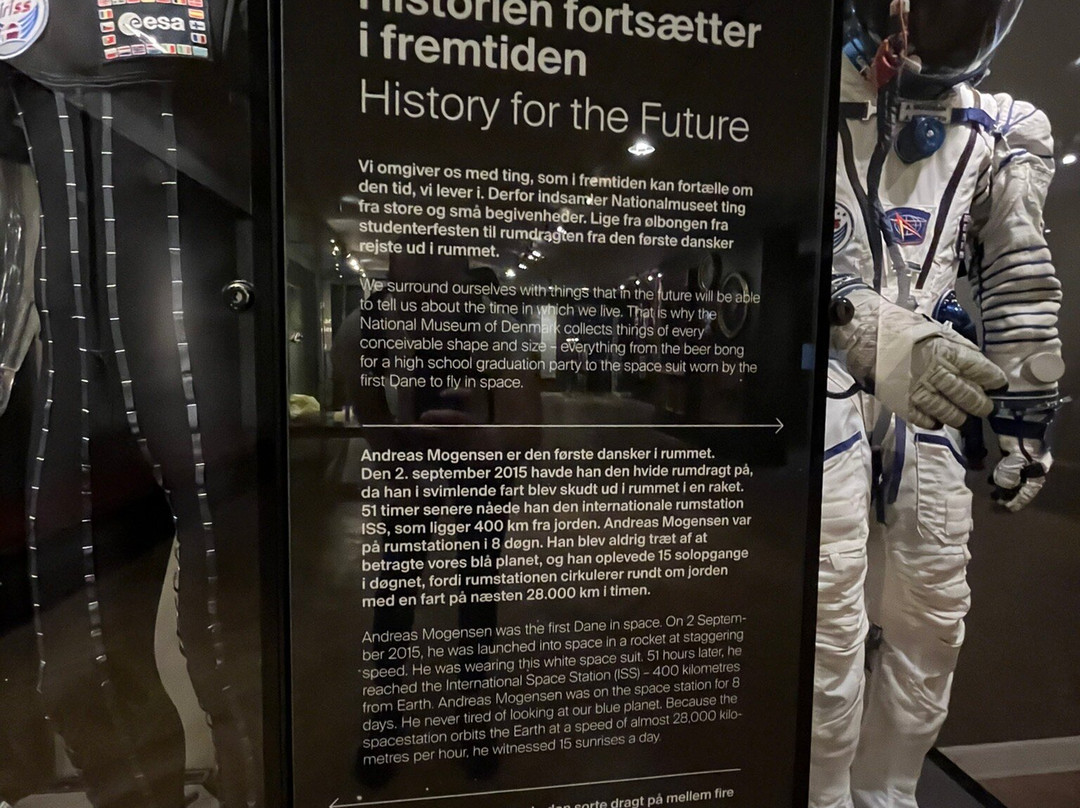 iriss
esa
Historien fortsætter
i fremtiden
History for the Future
Vi omgiver os med ting, som i fremtiden kan fortælle om
den tid, vi lever i. Derfor indsamler Nationalmuseet ting
fra store og små begivenheder. Lige fra ølbongen fra
studenterfesten til rumdragten fra den første dansker
rejste ud i rummet.
We surround ourselves with things that in the future will be able
to tell us about the time in which we live. That is why the
National Museum of Denmark collects things of every
conceivable shape and size – everything from the beer bong
for a high school graduation party to the space suit worn by the
first Dane to fly in space.
Andreas Mogensen er den første dansker i rummet.
Den 2. september 2015 havde han den hvide rumdragt på,
da han i svimlende fart blev skudt ud i rummet i en raket.
51 timer senere nåede han den internationale rumstation
ISS, som ligger 400 km fra jorden. Andreas Mogensen var
på rumstationen i 8 døgn. Han blev aldrig træt af at
betragte vores blå planet, og han oplevede 15 solopgange
i døgnet, fordi rumstationen cirkulerer rundt om jorden
med en fart på næsten 28.000 km i timen.
Andreas Mogensen was the first Dane in space. On 2 Septem-
ber 2015, he was launched into space in a rocket at staggering
speed. He was wearing this white space suit. 51 hours later, he
reached the International Space Station (ISS) – 400 kilometres
from Earth. Andreas Mogensen was on the space station for 8
days. He never tired of looking at our blue planet. Because the
spacestation orbits the Earth at a speed of almost 28,000 kilo-
metres per hour, he witnessed 15 sunrises a day.
den sorte dragt på mellem fire